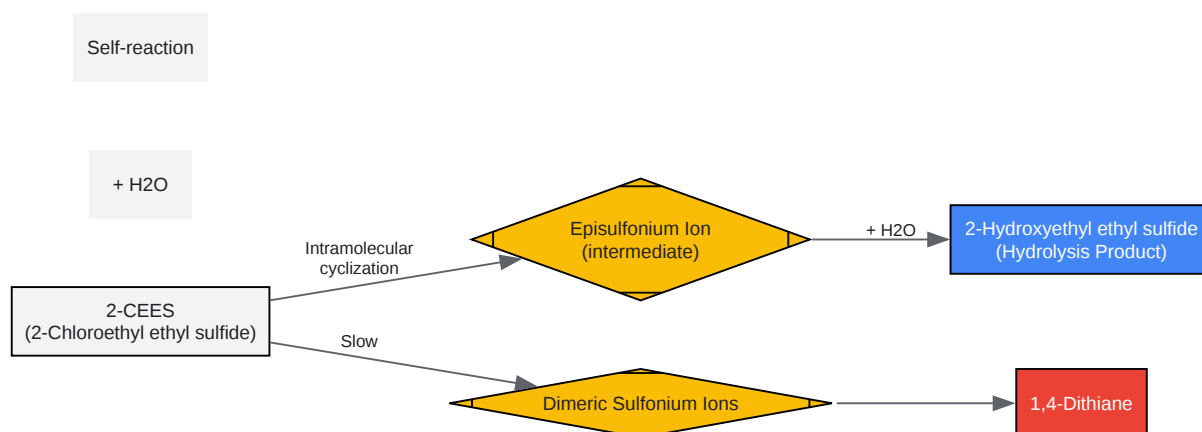 Self-reaction
+ H2O
Intramolecular
cyclization
2-CEES
(2-Chloroethyl ethyl sulfide)
Slow
Episulfonium Ion
(intermediate)
+ H2O
2-Hydroxyethyl ethyl sulfide
(Hydrolysis Product)
Dimeric Sulfonium Ions
1,4-Dithiane